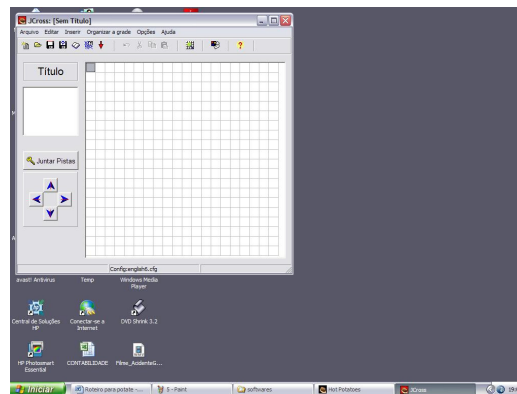 JCross: [Sem Título]
Arquivo Editar Inserir Organizar a grade Opções Ajuda
Título
Juntar Pistas
Config:english6.cfg
avast! Antivirus
Temp
Windows Media Player
Central de Soluções HP
Conectar-se a Internet
DVD Shrink 3.2
HP Photosmart Essential
CONTABILIDADE
Filme_AcidenteG...
Iniciar
Roteiro para potate -...
5 - Paint
softwares
Hot Potatoes
JCross